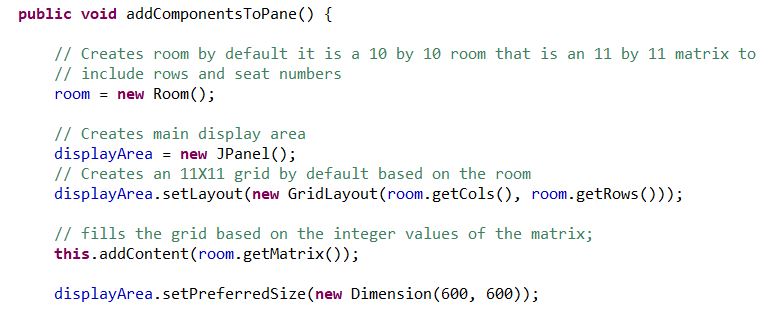 public void addComponentsToPane() {
// Creates room by default it is a 10 by 10 room that is an 11 by 11 matrix to
// include rows and seat numbers
room = new Room();
// Creates main display area
displayArea = new JPanel();
// Creates an 11X11 grid by default based on the room
displayArea.setLayout(new GridLayout(room.getCols(), room.getRows()));
// fills the grid based on the integer values of the matrix;
this.addContent(room.getMatrix());
displayArea.setPreferredSize(new Dimension(600, 600));